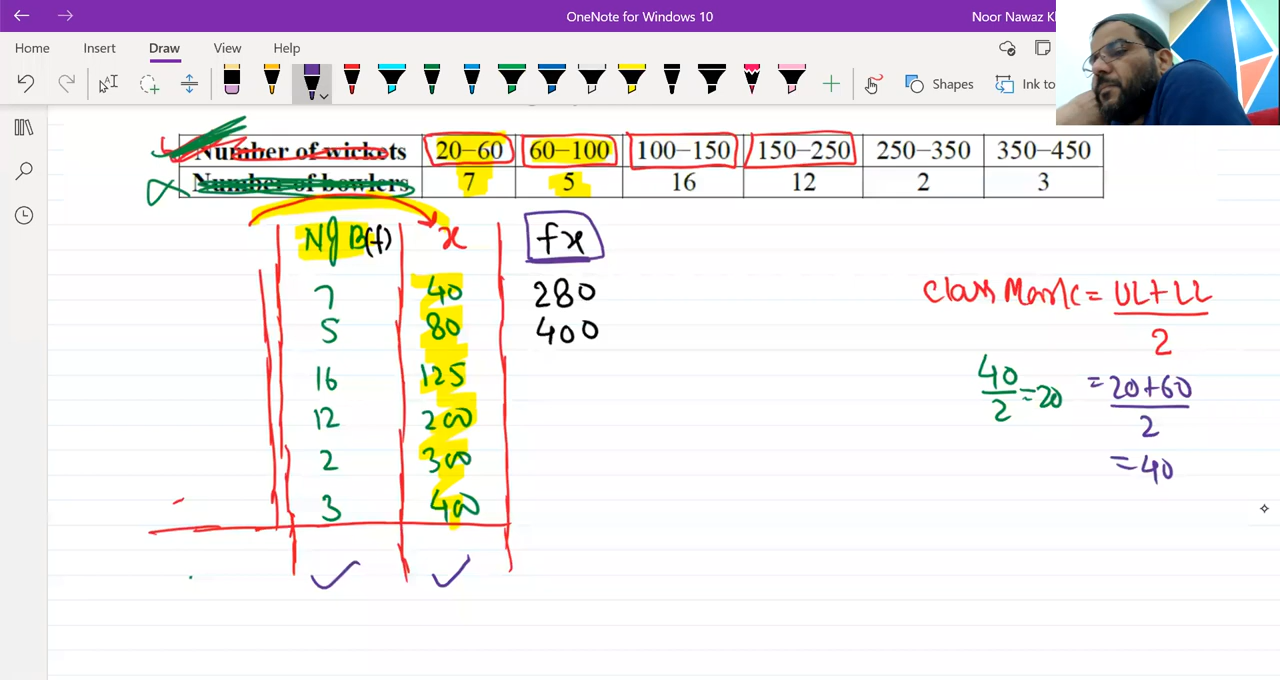 OneNote for Windows 10
Noor Nawaz Kh
Home Insert Draw View Help
Shapes
Ink to
Number of wickets 20–60 60–100 100–150 150–250 250–350 350–450
Number of bowlers 7 5 16 12 2 3
N of B(f) x fx
7 40 280
5 80 400
16 125
12 200
2 300
3 400
Class Mark = UL+LL
2
= 20+60
2
= 40
40
2
=20